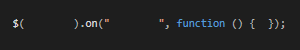 $(       ).on("       ", function () {  });